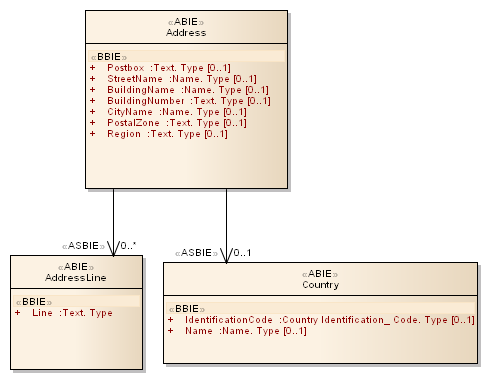 «ABIE»
Address
«BBIE»
+ Postbox :Text. Type [0..1]
+ StreetName :Name. Type [0..1]
+ BuildingName :Name. Type [0..1]
+ BuildingNumber :Text. Type [0..1]
+ CityName :Name. Type [0..1]
+ PostalZone :Text. Type [0..1]
+ Region :Text. Type [0..1]
«ASBIE» 0..*
«ASBIE» 0..1
«ABIE»
AddressLine
«BBIE»
+ Line :Text. Type
«ABIE»
Country
«BBIE»
+ IdentificationCode :Country Identification_ Code. Type [0..1]
+ Name :Name. Type [0..1]